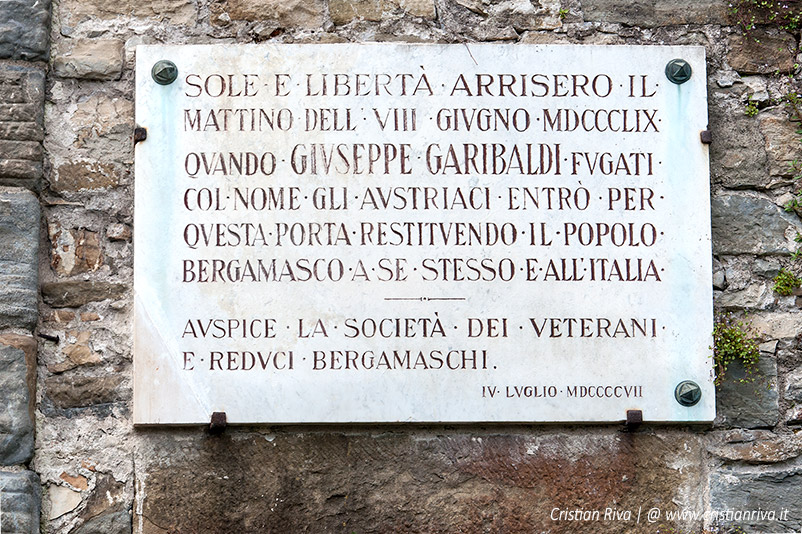 SOLE · E · LIBERTÀ · ARRISERO · IL ·
MATTINO · DELL' · VIII · GIVGNO · MDCCCLIX ·
QVANDO · GIVSEPPE · GARIBALDI · FVGATI ·
COL · NOME · GLI · AVSTRIACI · ENTRÒ · PER ·
QVESTA · PORTA · RESTITVENDO · IL · POPOLO ·
BERGAMASCO · A · SE · STESSO · E · ALL'ITALIA ·
AVSPICE · LA · SOCIETÀ · DEI · VETERANI ·
E · REDVCI · BERGAMASCHI.
IV · LVGLIO · MDCCCCVII
Cristian Riva | @ www.cristianriva.it